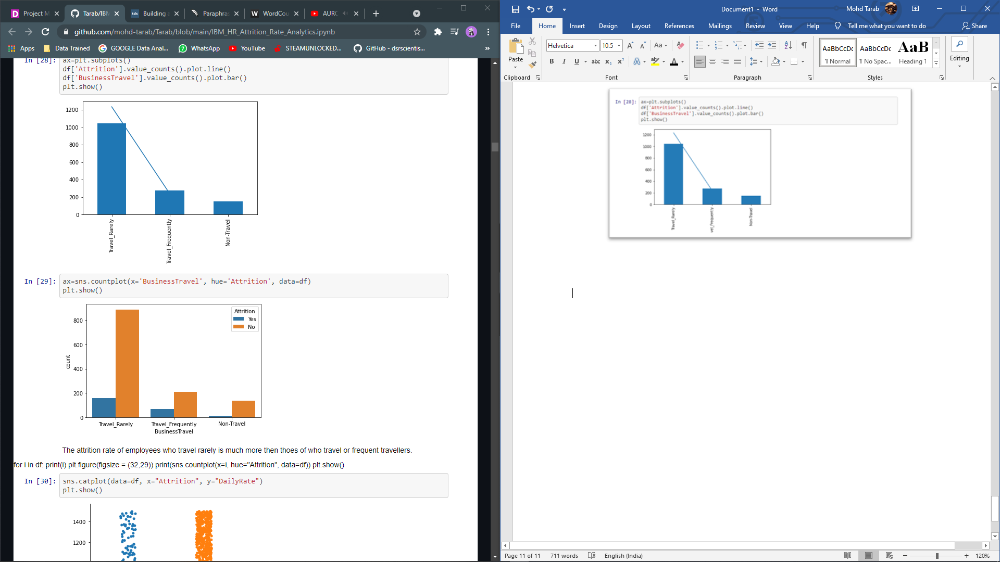 Project M
Tarab/IBM
Building a
Paraphras
WordCou
AURO
github.com/mohd-tarab/Tarab/blob/main/IBM_HR_Attrition_Rate_Analytics.ipynb
Apps
Data Trained
GOOGLE Data Anal...
WhatsApp
YouTube
STEAMUNLOCKED...
GitHub - dsrscientis...
»
In [28]: ax=plt.subplots()
df['Attrition'].value_counts().plot.line()
df['BusinessTravel'].value_counts().plot.bar()
plt.show()
1200
1000
800
600
400
200
0
Travel_Rarely
Travel_Frequently
Non-Travel
In [29]: ax=sns.countplot(x='BusinessTravel', hue='Attrition', data=df)
plt.show()
Attrition
Yes
No
800
600
400
200
0
count
Travel_Rarely Travel_Frequently Non-Travel
BusinessTravel
The attrition rate of employees who travel rarely is much more then thoes of who travel or frequent travellers.
for i in df: print(i) plt.figure(figsize = (32,29)) print(sns.countplot(x=i, hue="Attrition", data=df)) plt.show()
In [30]: sns.catplot(data=df, x="Attrition", y="DailyRate")
plt.show()
1400
1200
Document1 - Word
Mohd Tarab
File Home Insert Design Layout References Mailings Review View Help Tell me what you want to do Share
Paste
Helvetica 10.5
B I U abc x₂ x²
AaBbCcDc AaBbCcDc AaBb
¶ Normal ¶ No Spac... Heading 1
Editing
Clipboard Font Paragraph Styles
In [28]: ax=plt.subplots()
df['Attrition'].value_counts().plot.line()
df['BusinessTravel'].value_counts().plot.bar()
plt.show()
1200
1000
800
600
400
200
0
Travel_Rarely
vel_Frequently
Non-Travel
Page 11 of 11 711 words English (India) 120%